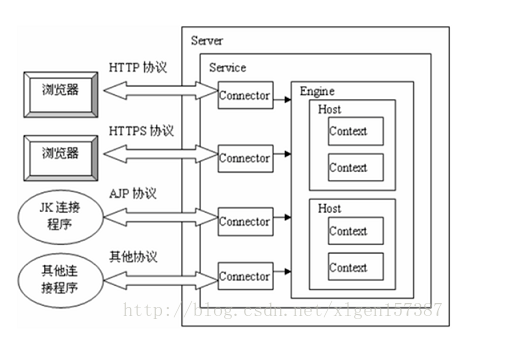 Server
Service
HTTP 协议
浏览器
Connector
Engine
Host
Context
Context
HTTPS 协议
浏览器
Connector
AJP 协议
JK 连接
程序
Connector
Host
Context
Context
其他协议
其他连
接程序
Connector
http://blog.csdn.net/xlgen157387